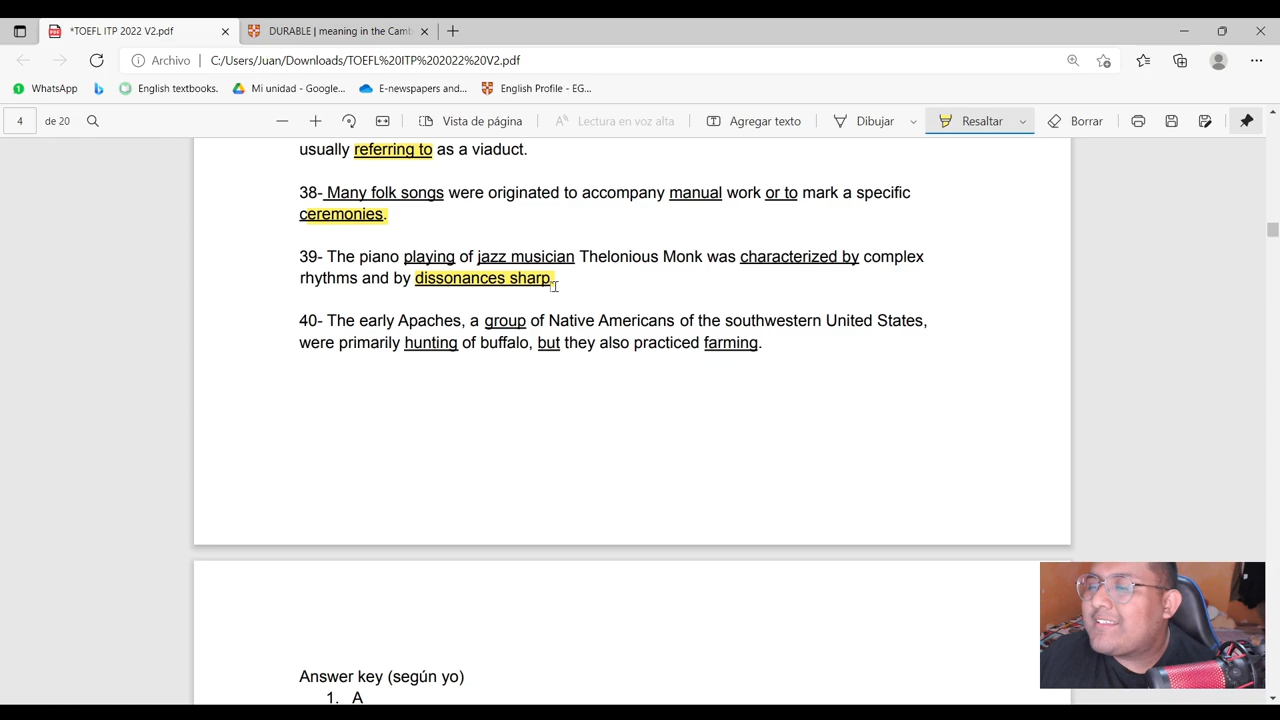 *TOEFL ITP 2022 V2.pdf
DURABLE | meaning in the Camb
Archivo
C:/Users/Juan/Downloads/TOEFL%20ITP%202022%20V2.pdf
WhatsApp
English textbooks.
Mi unidad - Google...
E-newspapers and...
English Profile - EG...
4
de 20
Vista de página
Lectura en voz alta
Agregar texto
Dibujar
Resaltar
Borrar
usually referring to as a viaduct.
38- Many folk songs were originated to accompany manual work or to mark a specific
ceremonies.
39- The piano playing of jazz musician Thelonious Monk was characterized by complex
rhythms and by dissonances sharp.
40- The early Apaches, a group of Native Americans of the southwestern United States,
were primarily hunting of buffalo, but they also practiced farming.
Answer key (según yo)
1. A